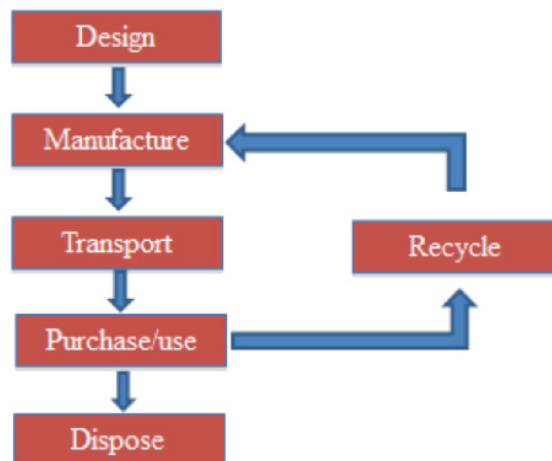 Design
Manufacture
Transport
Recycle
Purchase/use
Dispose